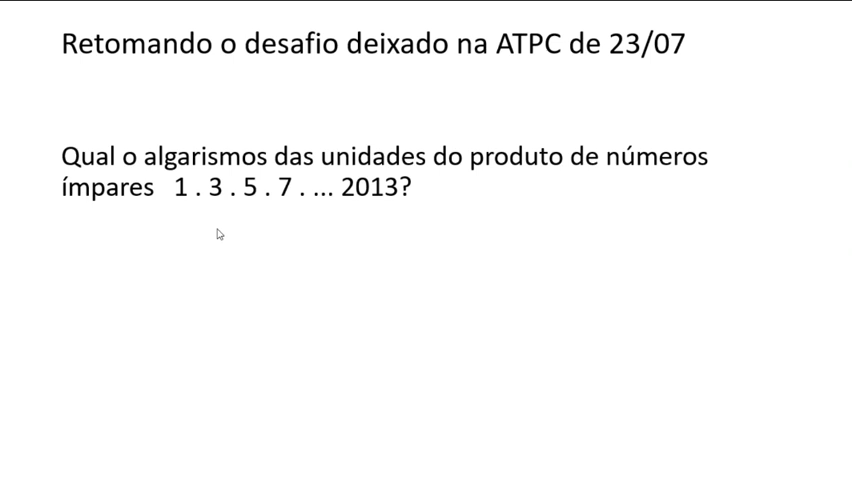 Retomando o desafio deixado na ATPC de 23/07
Qual o algarismos das unidades do produto de números
ímpares 1 . 3 . 5 . 7 . ... 2013?